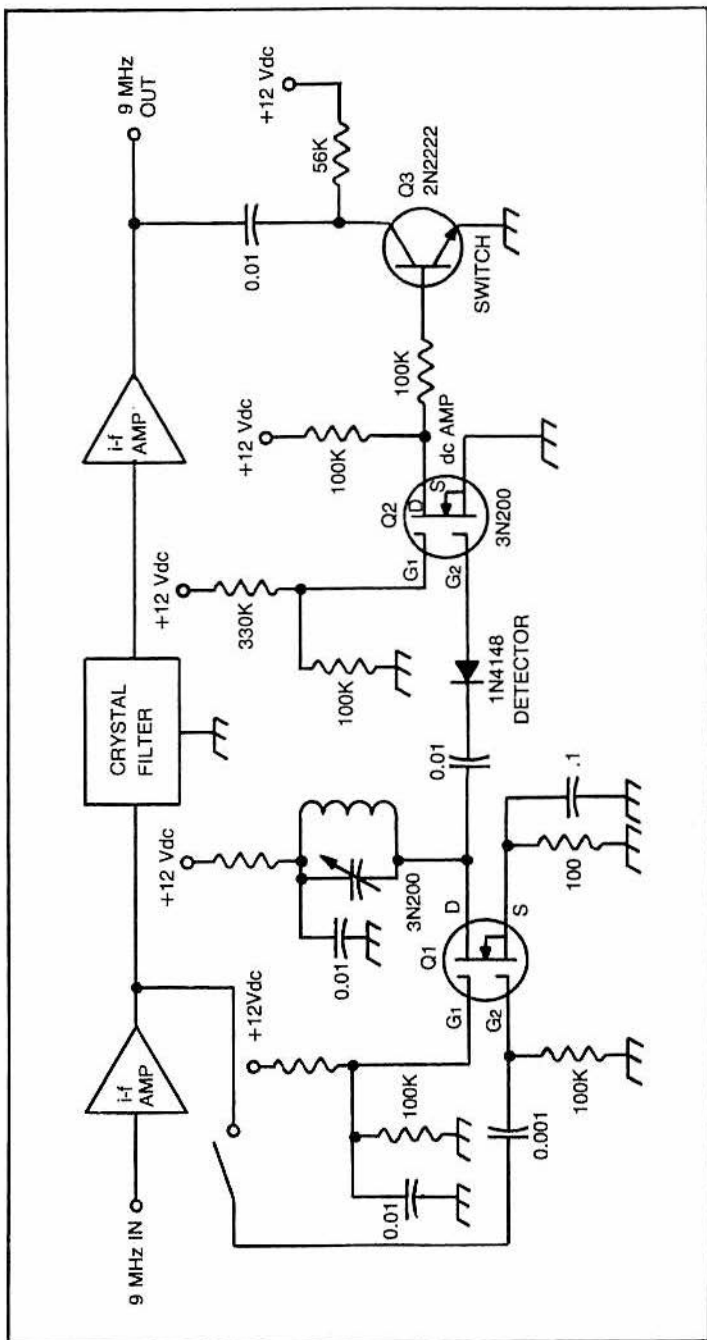 9 MHz IN
i-f
AMP
CRYSTAL
FILTER
i-f
AMP
9 MHz
OUT
+12Vdc
0.01
100K
+12 Vdc
0.01
3N200
+12 Vdc
330K
100K
+12 Vdc
100K
0.01
56K
+12 Vdc
G1
G2
Q1
D
S
0.001
100K
100
.1
0.01
1N4148
DETECTOR
G1
G2
Q2
D
S
dc AMP
3N200
100K
SWITCH
Q3
2N2222